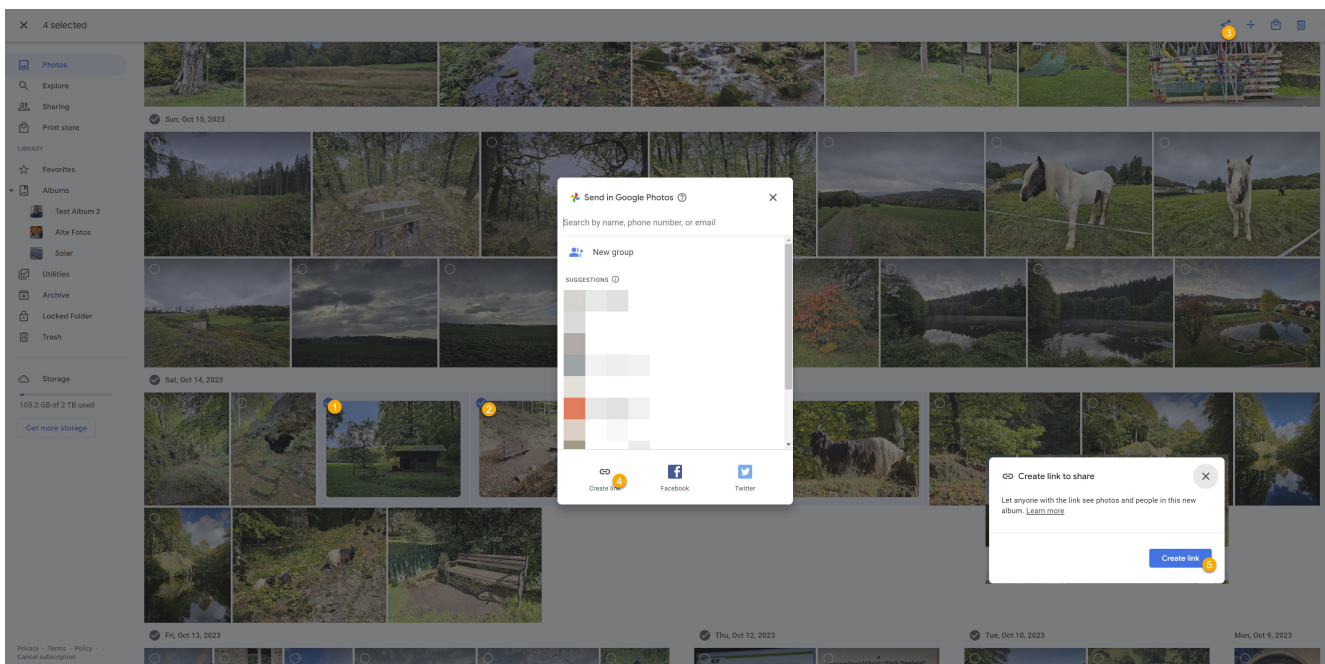 4 selected
3
Photos
Explore
Sharing
Print store
LIBRARY
Favorites
Albums
Test Album 2
Alte Fotos
Solar
Utilities
Archive
Locked Folder
Trash
Storage
105.2 GB of 2 TB used
Get more storage
Privacy · Terms · Policy ·
Cancel subscription
Sun, Oct 15, 2023
Sat, Oct 14, 2023
1
2
Fri, Oct 13, 2023
Thu, Oct 12, 2023
Tue, Oct 10, 2023
Mon, Oct 9, 2023
Send in Google Photos
Search by name, phone number, or email
New group
SUGGESTIONS
4
Create link
Facebook
Twitter
Create link to share
Let anyone with the link see photos and people in this new
album. Learn more
Create link
5